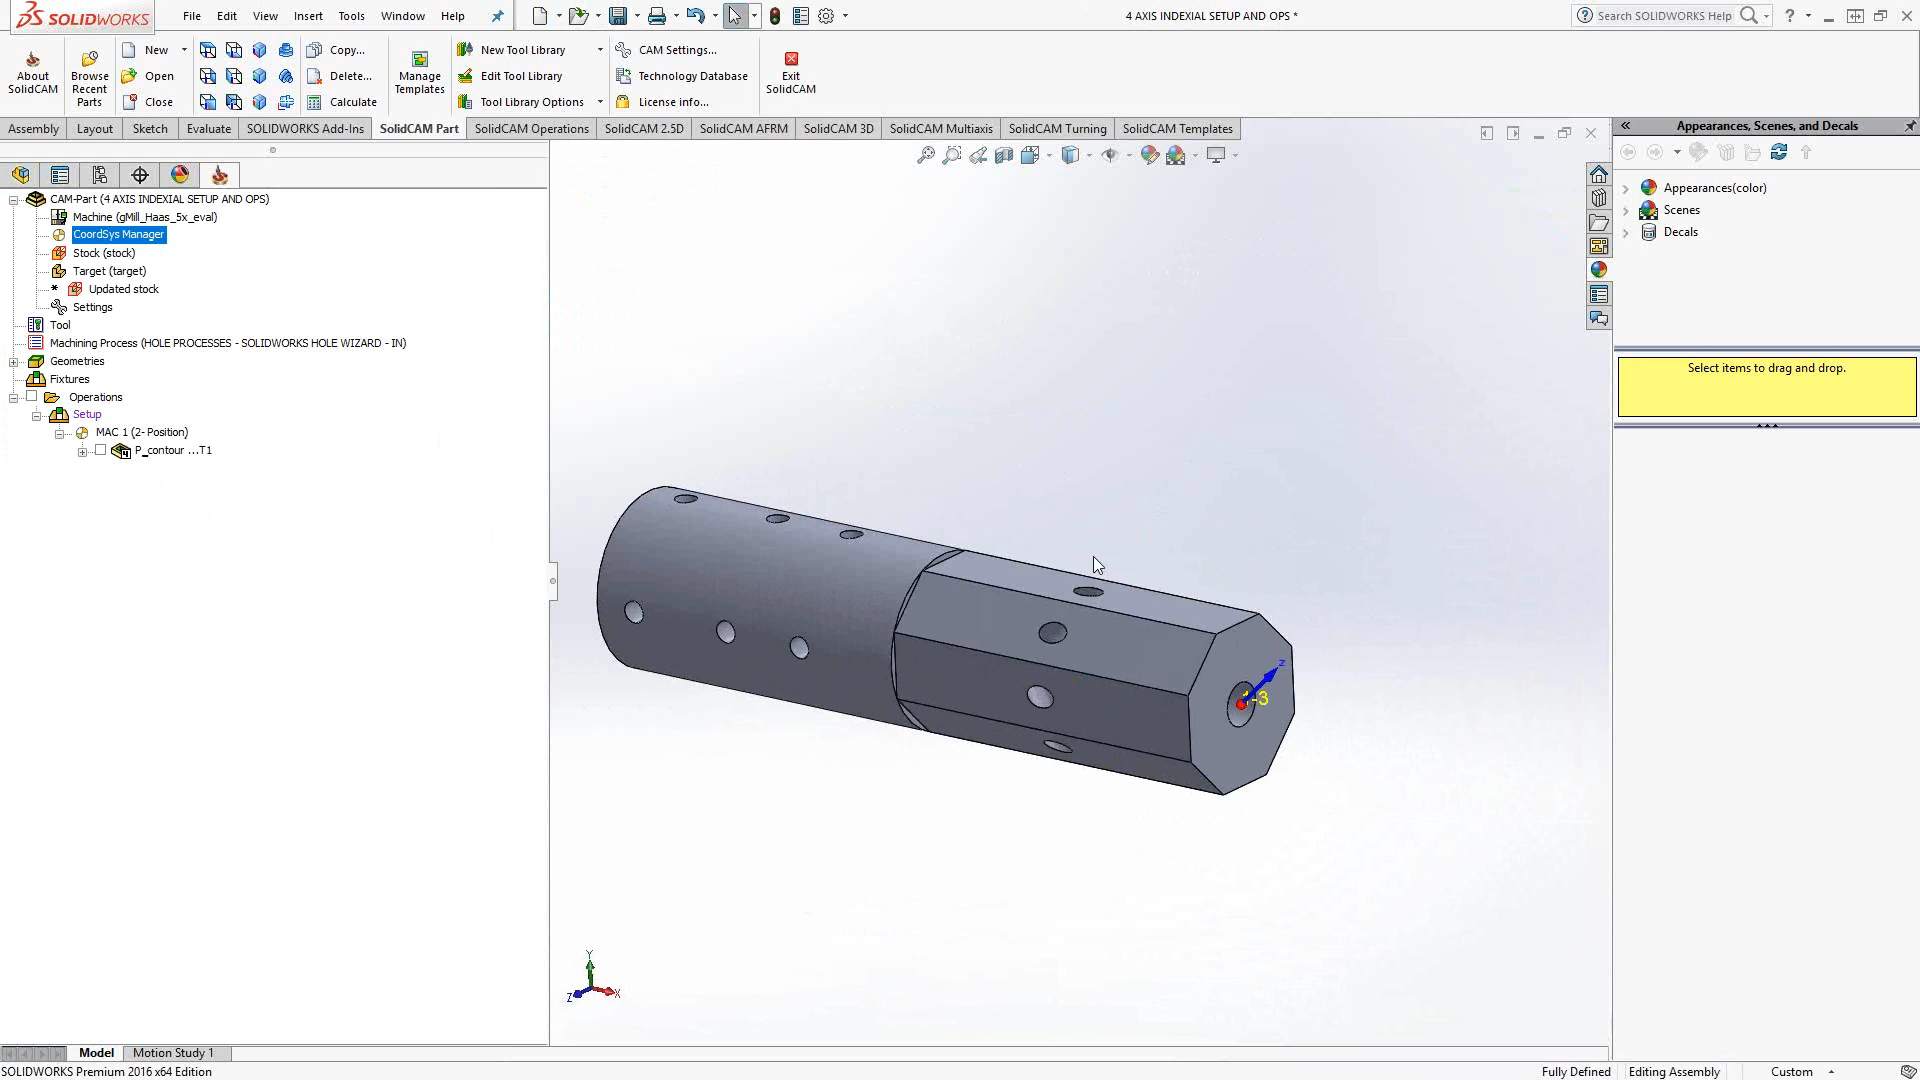 SOLIDWORKS File Edit View Insert Tools Window Help 4 AXIS INDEXIAL SETUP AND OPS * Search SOLIDWORKS Help
About SolidCAM
Browse Recent Parts
New
Open
Close
Copy...
Delete...
Calculate
Manage Templates
New Tool Library
Edit Tool Library
Tool Library Options
CAM Settings...
Technology Database
License info...
Exit SolidCAM
Assembly Layout Sketch Evaluate SOLIDWORKS Add-Ins SolidCAM Part SolidCAM Operations SolidCAM 2.5D SolidCAM AFRM SolidCAM 3D SolidCAM Multiaxis SolidCAM Turning SolidCAM Templates
CAM-Part (4 AXIS INDEXIAL SETUP AND OPS)
Machine (gMill_Haas_5x_eval)
CoordSys Manager
Stock (stock)
Target (target)
* Updated stock
Settings
Tool
Machining Process (HOLE PROCESSES - SOLIDWORKS HOLE WIZARD - IN)
Geometries
Fixtures
Operations
Setup
MAC 1 (2- Position)
P_contour ...T1
Z
Y
Z X
Appearances, Scenes, and Decals
Appearances(color)
Scenes
Decals
Select items to drag and drop.
Model Motion Study 1
SOLIDWORKS Premium 2016 x64 Edition Fully Defined Editing Assembly Custom